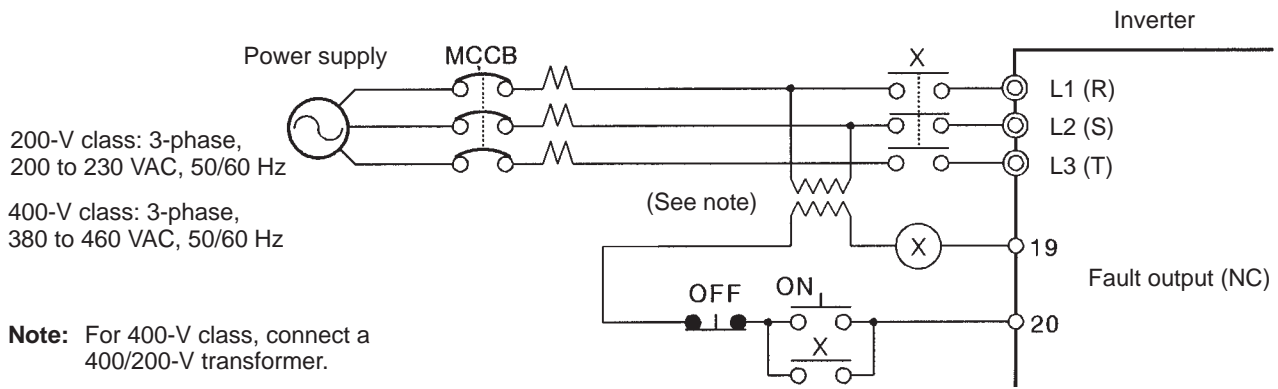 Inverter
Power supply
MCCB
X
L1 (R)
L2 (S)
L3 (T)
200-V class: 3-phase,
200 to 230 VAC, 50/60 Hz
400-V class: 3-phase,
380 to 460 VAC, 50/60 Hz
(See note)
X
19
Fault output (NC)
OFF
ON
20
X
Note: For 400-V class, connect a
400/200-V transformer.